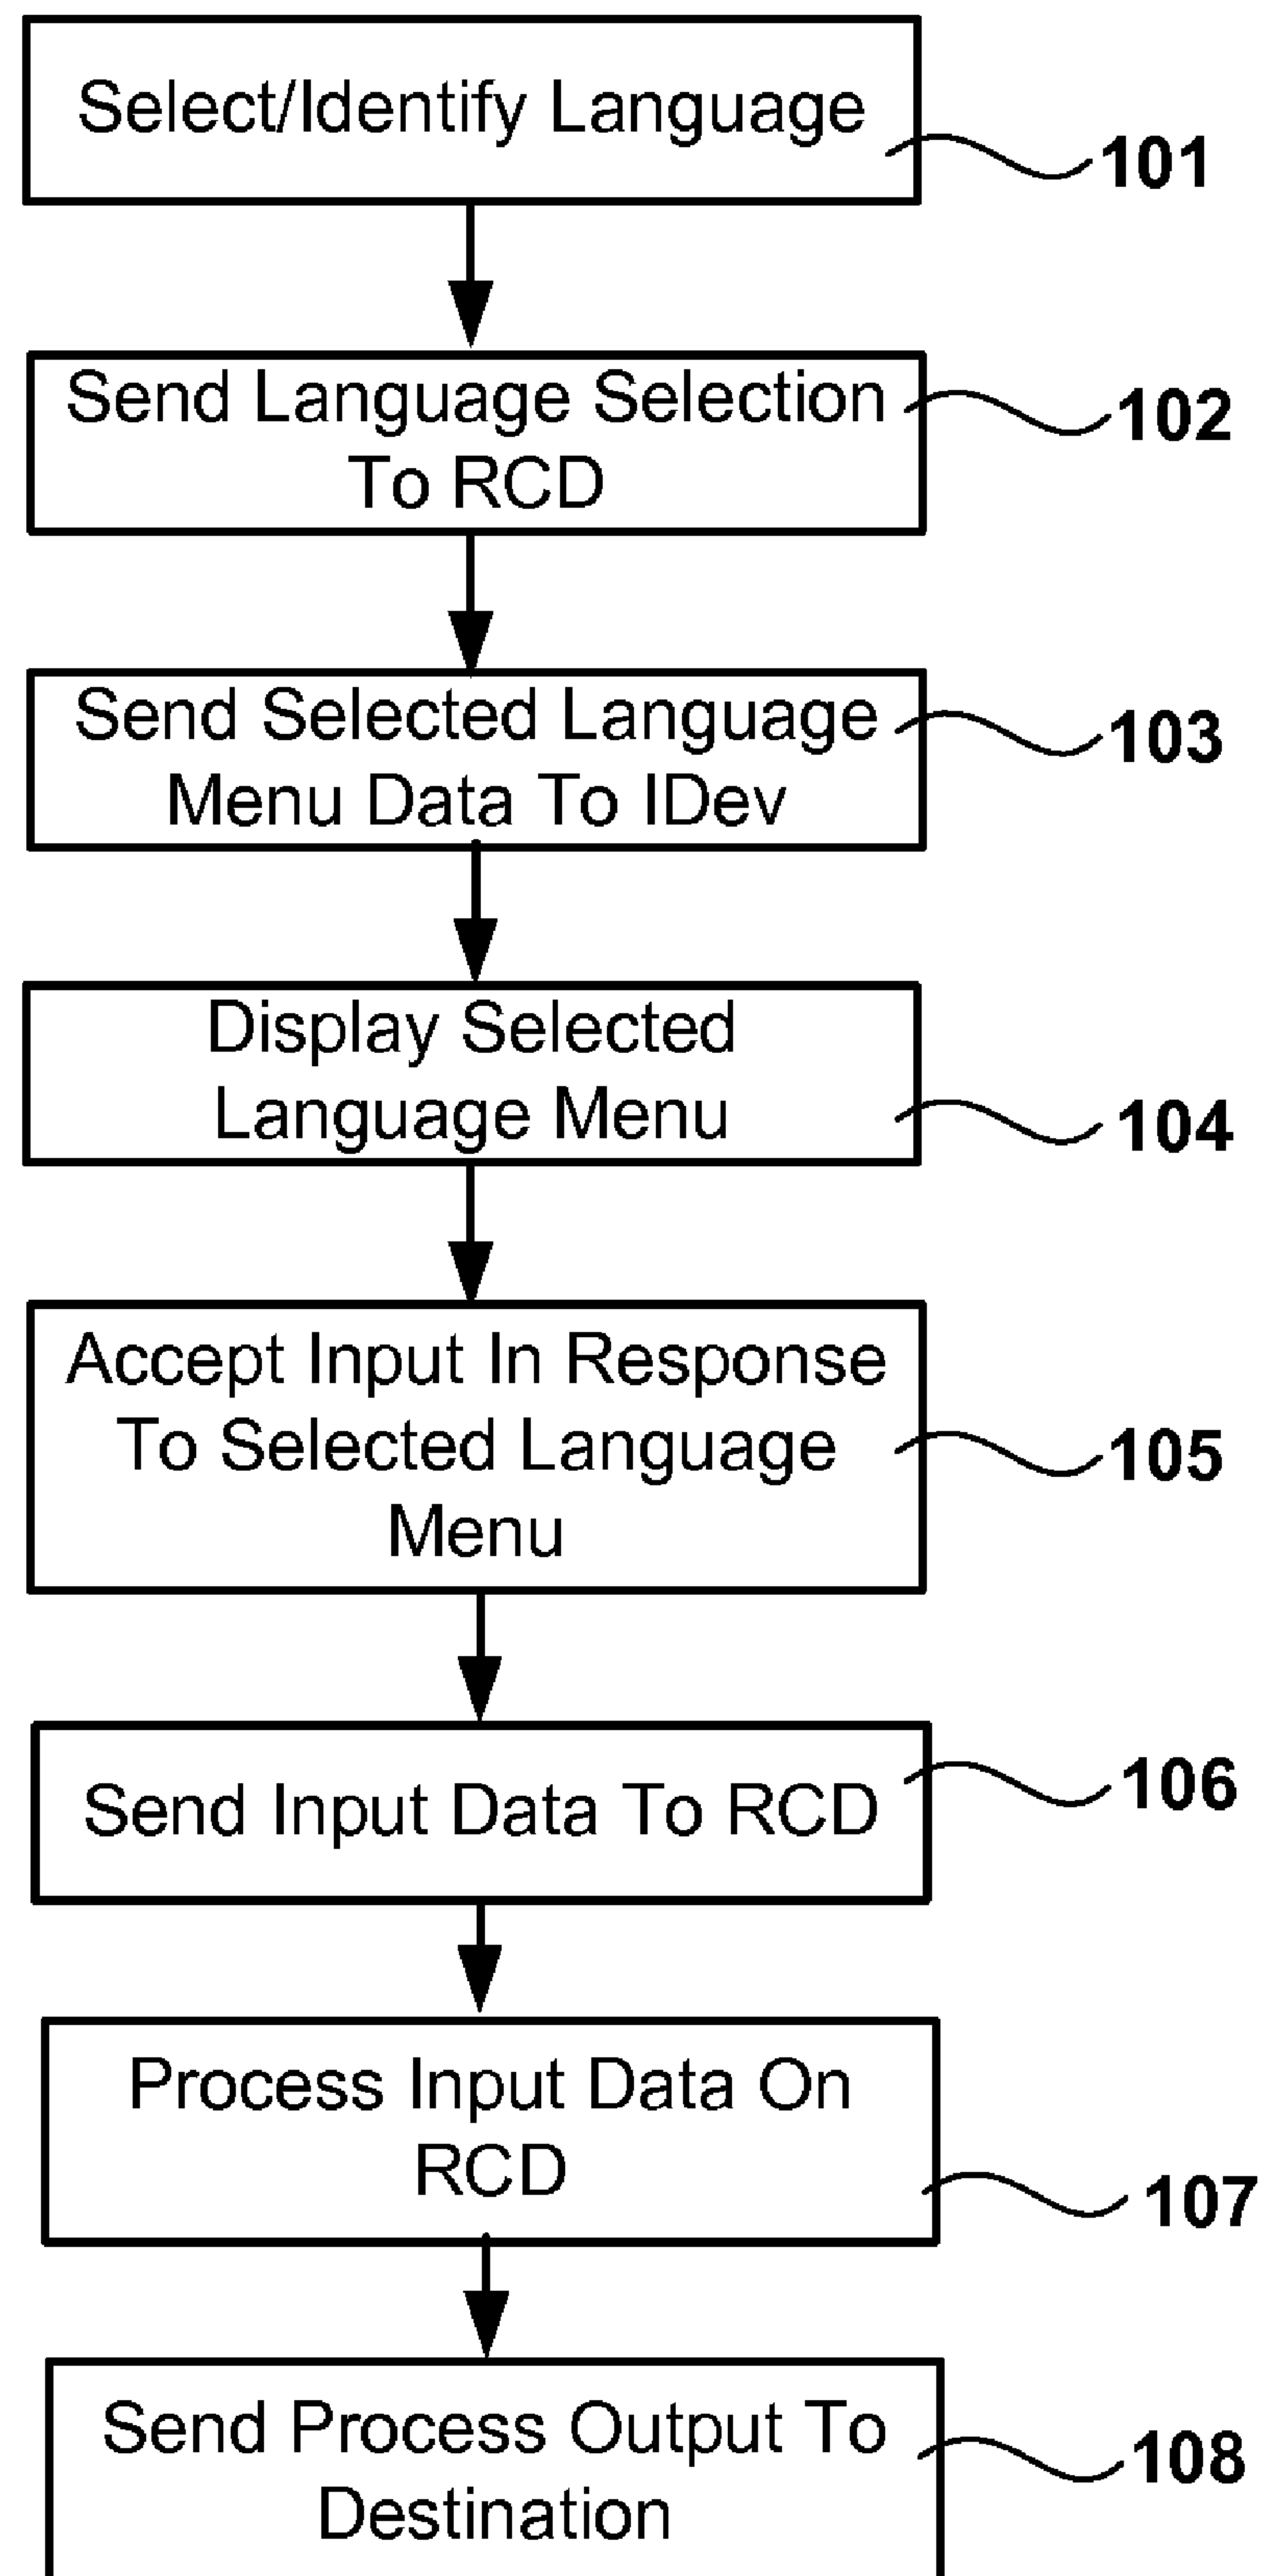 Select/Identify Language
101
Send Language Selection
To RCD
102
Send Selected Language
Menu Data To IDev
103
Display Selected
Language Menu
104
Accept Input In Response
To Selected Language
Menu
105
Send Input Data To RCD
106
Process Input Data On
RCD
107
Send Process Output To
Destination
108